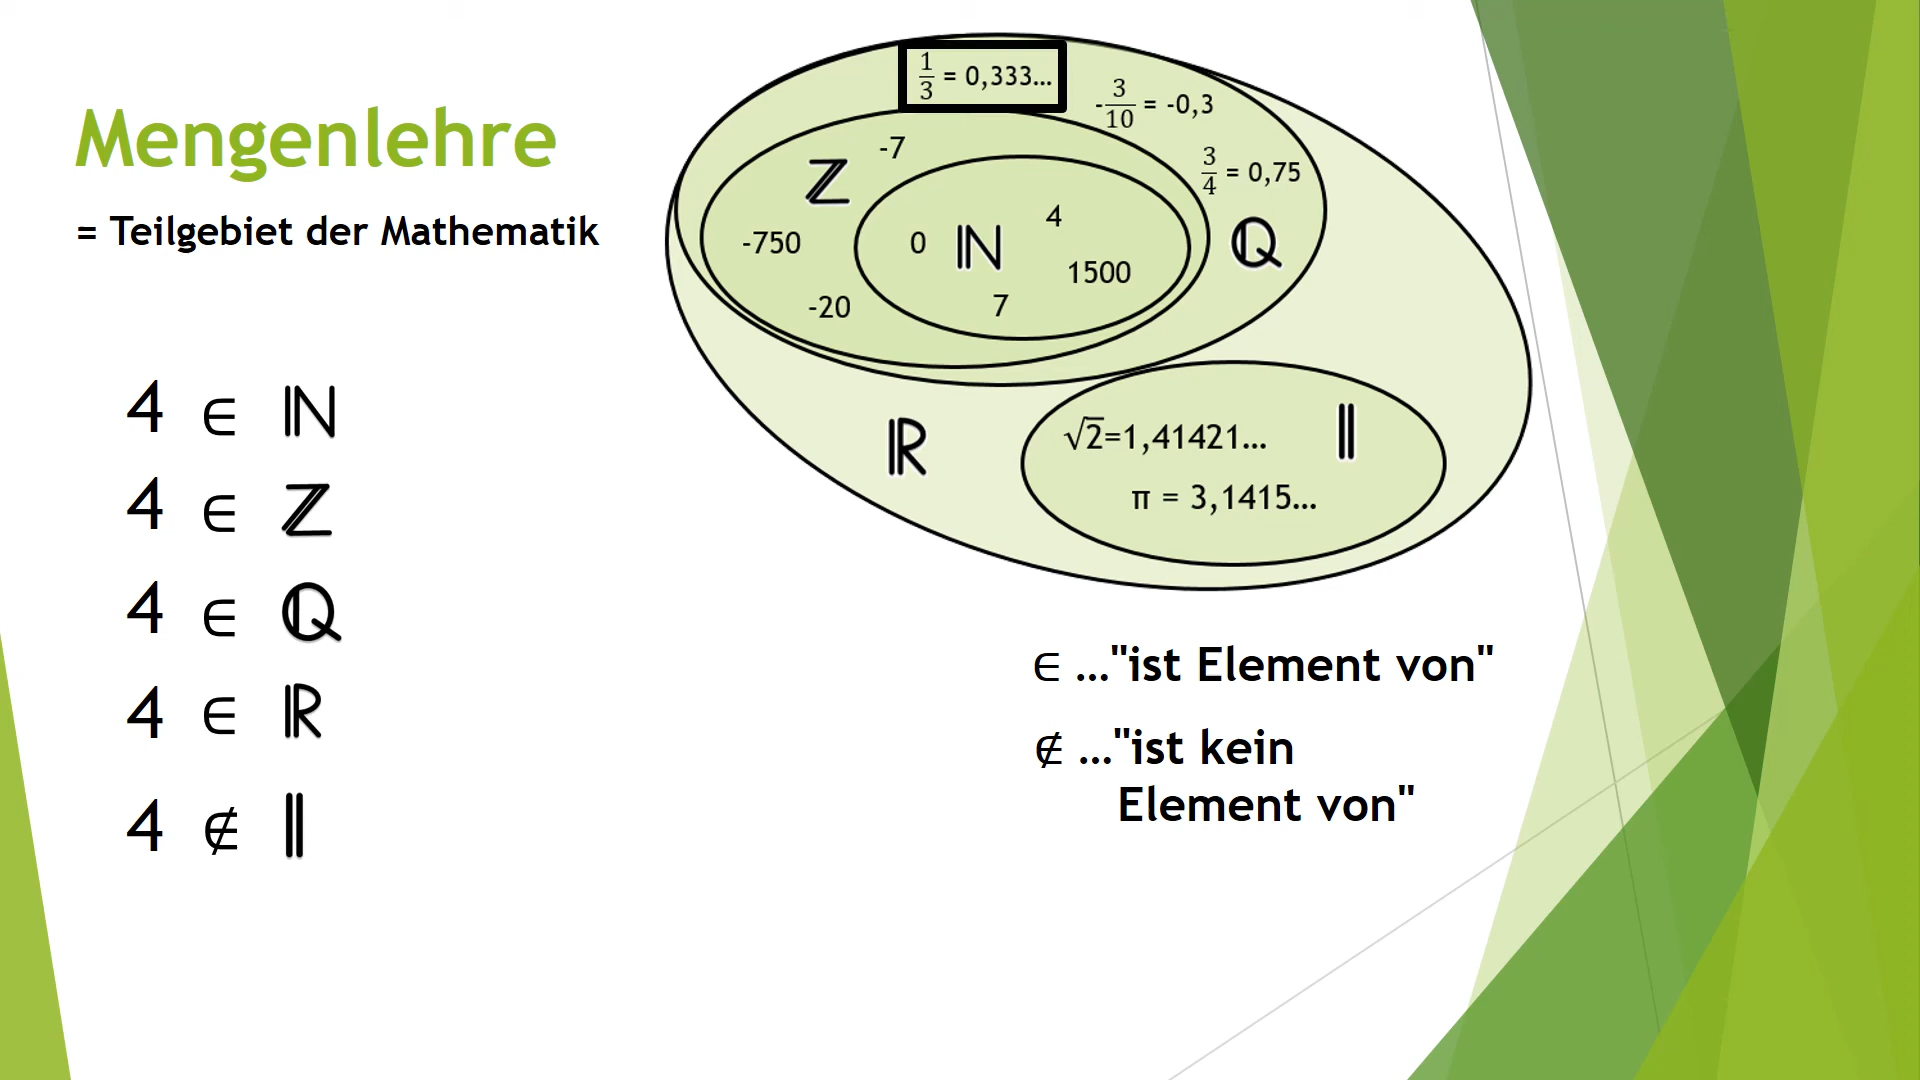 Mengenlehre
= Teilgebiet der Mathematik
4 ∈ ℕ
4 ∈ ℤ
4 ∈ ℚ
4 ∈ ℝ
4 ∉ 𝕀
1/3 = 0,333...
-3/10 = -0,3
3/4 = 0,75
ℤ -7
-750
-20
ℕ 0 4
1500
7
ℚ
ℝ
√2=1,41421... 𝕀
π = 3,1415...
∈ ..."ist Element von"
∉ ..."ist kein
Element von"